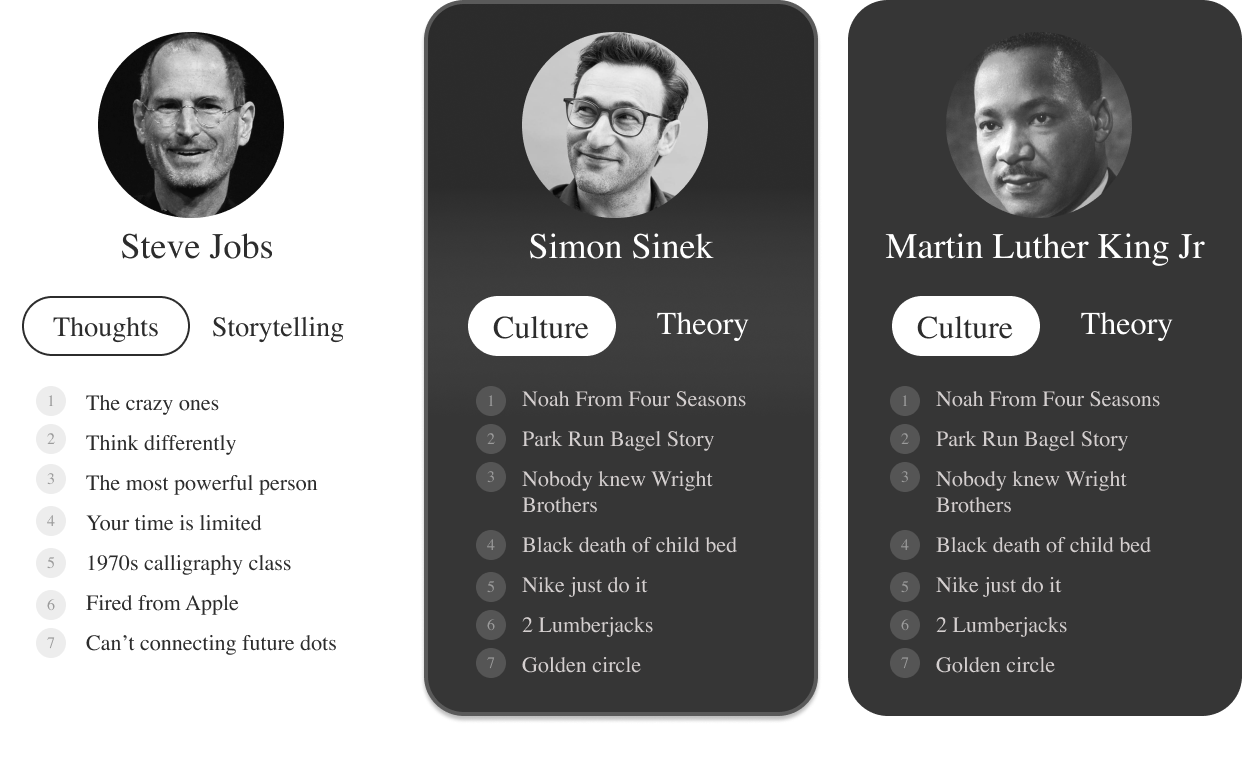 Steve Jobs
Thoughts
Storytelling
1
The crazy ones
2
Think differently
3
The most powerful person
4
Your time is limited
5
1970s calligraphy class
6
Fired from Apple
7
Can’t connecting future dots
Simon Sinek
Culture
Theory
1
Noah From Four Seasons
2
Park Run Bagel Story
3
Nobody knew Wright
Brothers
4
Black death of child bed
5
Nike just do it
6
2 Lumberjacks
7
Golden circle
Martin Luther King Jr
Culture
Theory
1
Noah From Four Seasons
2
Park Run Bagel Story
3
Nobody knew Wright
Brothers
4
Black death of child bed
5
Nike just do it
6
2 Lumberjacks
7
Golden circle